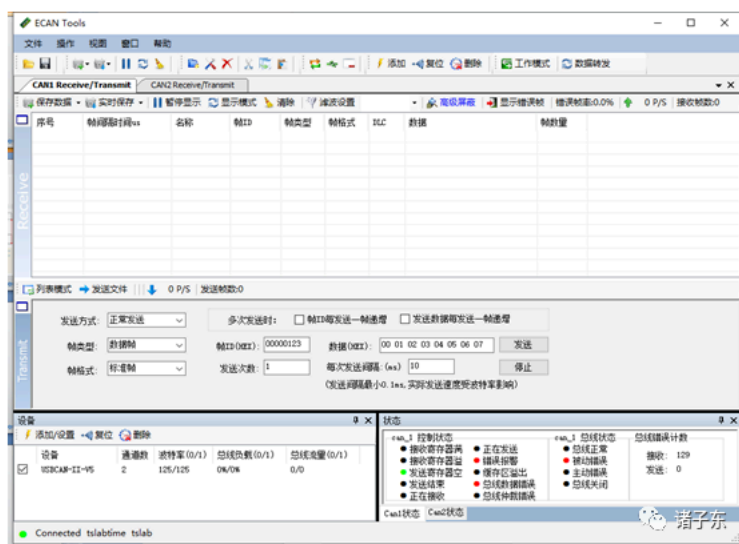 ECAN Tools
文件 操作 视图 窗口 帮助
添加 复位 删除 工作模式 数据转发
CAN1 Receive/Transmit CAN2 Receive/Transmit
保存数据 实时保存 暂停显示 显示模式 清除 滤波设置 高级屏蔽 显示错误帧 错误帧率:0.0% 0 P/S 接收帧数:0
序号 帧间隔时间us 名称 帧ID 帧类型 帧格式 DLC 数据 帧数量
Receive
列表模式 发送文件 0 P/S 发送帧数:0
Transmit
发送方式: 正常发送 多次发送时: 帧ID每发送一帧递增 发送数据每发送一帧递增
帧类型: 数据帧 帧ID(HEX): 00000123 数据(HEX): 00 01 02 03 04 05 06 07 发送
帧格式: 标准帧 发送次数: 1 每次发送间隔:(ms) 10 停止
(发送间隔最小0.1ms,实际发送速度受波特率影响)
设备
添加/设置 复位 删除
设备 通道数 波特率(0/1) 总线负载(0/1) 总线流量(0/1)
USBCAN-II-V5 2 125/125 0%/0% 0/0
状态
can_1 控制状态 can_1 总线状态 总线错误计数
接收寄存器满 正在发送 总线正常
接收寄存器溢 错误报警 被动错误 接收: 129
发送寄存器空 缓存区溢出 主动错误 发送: 0
发送结束 总线数据错误 总线关闭
正在接收 总线仲裁错误
Can1状态 Can2状态
诸子东
Connected tslabtime tslab